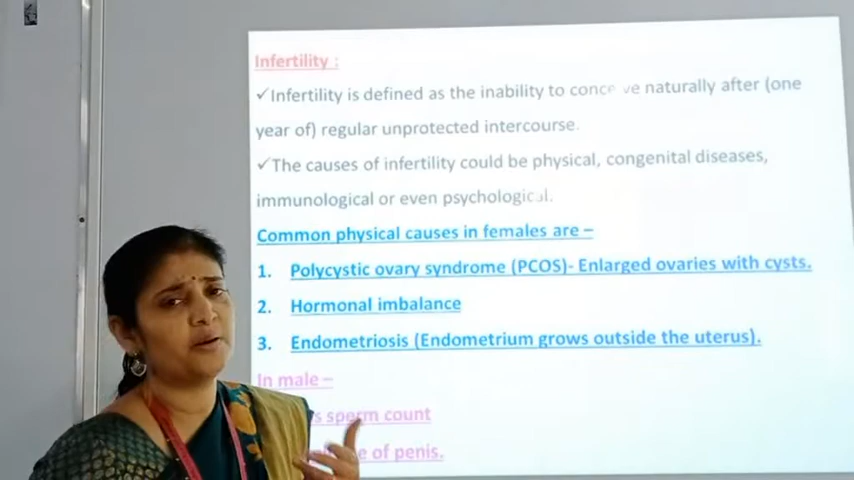 Infertility :
✓Infertility is defined as the inability to conce ve naturally after (one
year of) regular unprotected intercourse.
✓The causes of infertility could be physical, congenital diseases,
immunological or even psychological.
Common physical causes in females are –
1. Polycystic ovary syndrome (PCOS)- Enlarged ovaries with cysts.
2. Hormonal imbalance
3. Endometriosis (Endometrium grows outside the uterus).
In male –
sperm count
of penis.